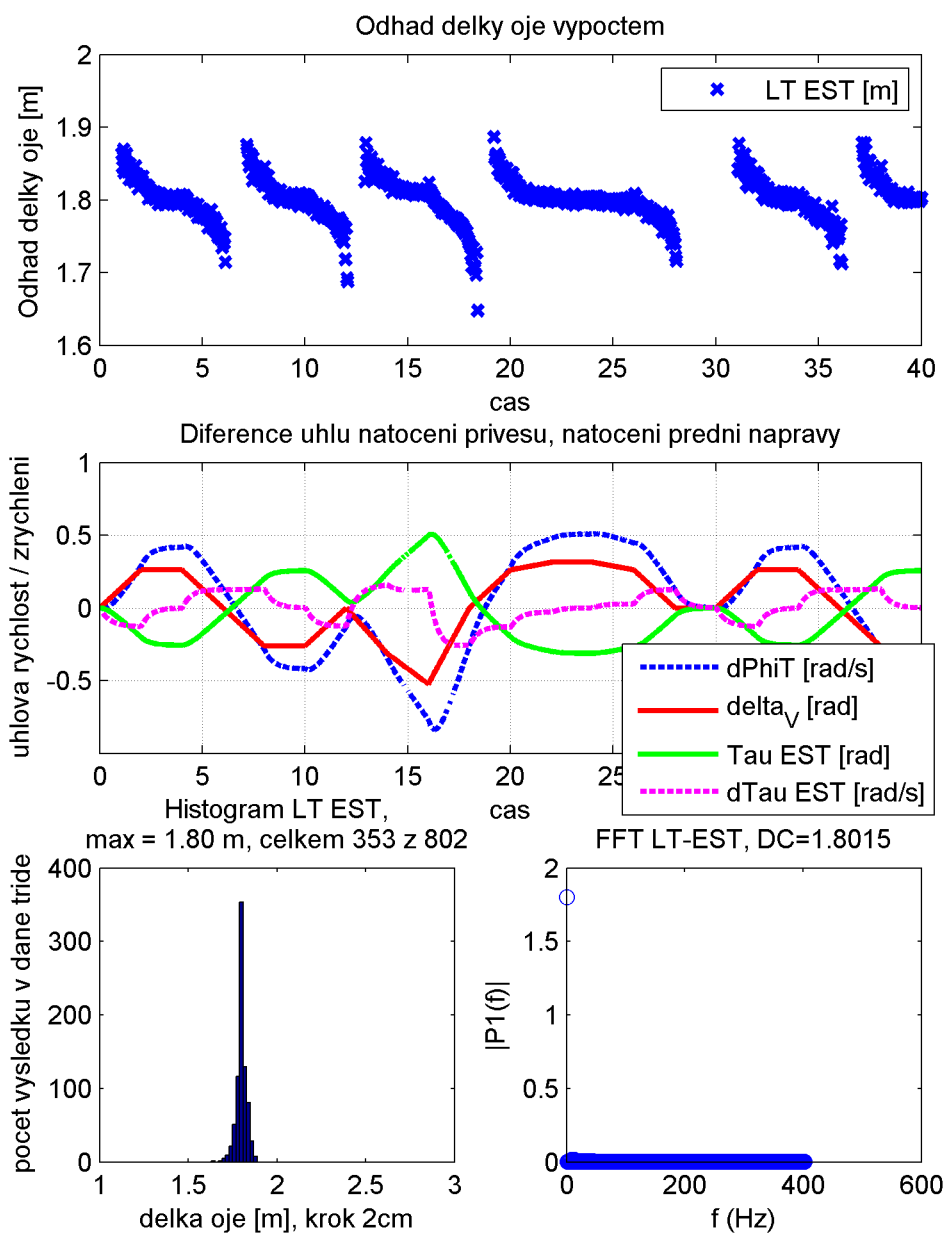 Odhad delky oje vypoctem
2
1.9
1.8
1.7
1.6
Odhad delky oje [m]
LT EST [m]
0 5 10 15 20 25 30 35 40
cas
Diference uhlu natoceni privesu, natoceni predni napravy
1
0.5
0
-0.5
uhlova rychlost / zrychleni
dPhiT [rad/s]
delta_V [rad]
Tau EST [rad]
dTau EST [rad/s]
0 5 10 15 20 25
cas
Histogram LT EST,
max = 1.80 m, celkem 353 z 802
400
300
200
100
0
pocet vysledku v dane tride
1 1.5 2 2.5 3
delka oje [m], krok 2cm
FFT LT-EST, DC=1.8015
2
1.5
1
0.5
0
|P1(f)|
0 200 400 600
f (Hz)